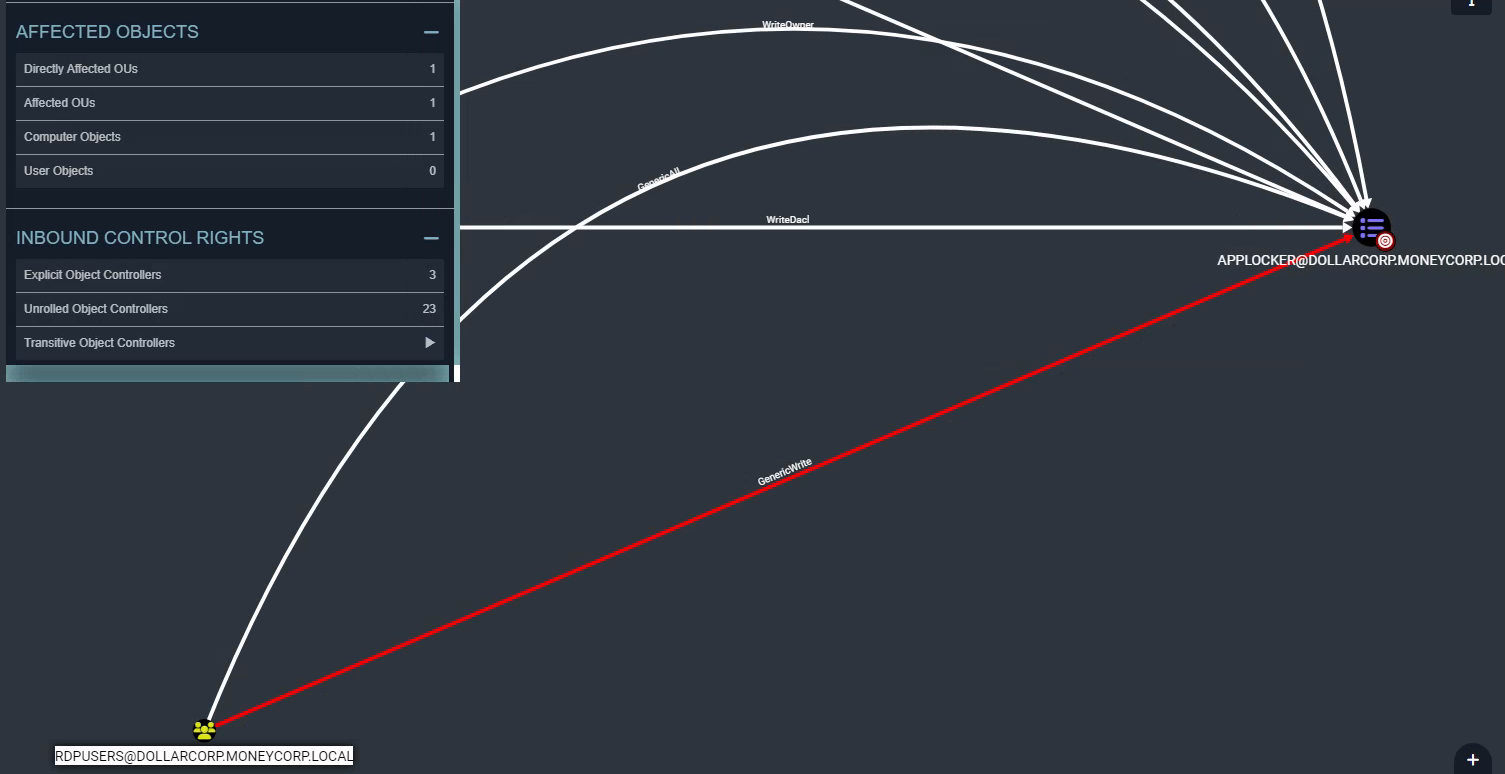 AFFECTED OBJECTS
Directly Affected OUs 1
Affected OUs 1
Computer Objects 1
User Objects 0
INBOUND CONTROL RIGHTS
Explicit Object Controllers 3
Unrolled Object Controllers 23
Transitive Object Controllers
WriteOwner
GenericAll
WriteDacl
APPLOCKER@DOLLARCORP.MONEYCORP.LOC
GenericWrite
RDPUSERS@DOLLARCORP.MONEYCORP.LOCAL
+